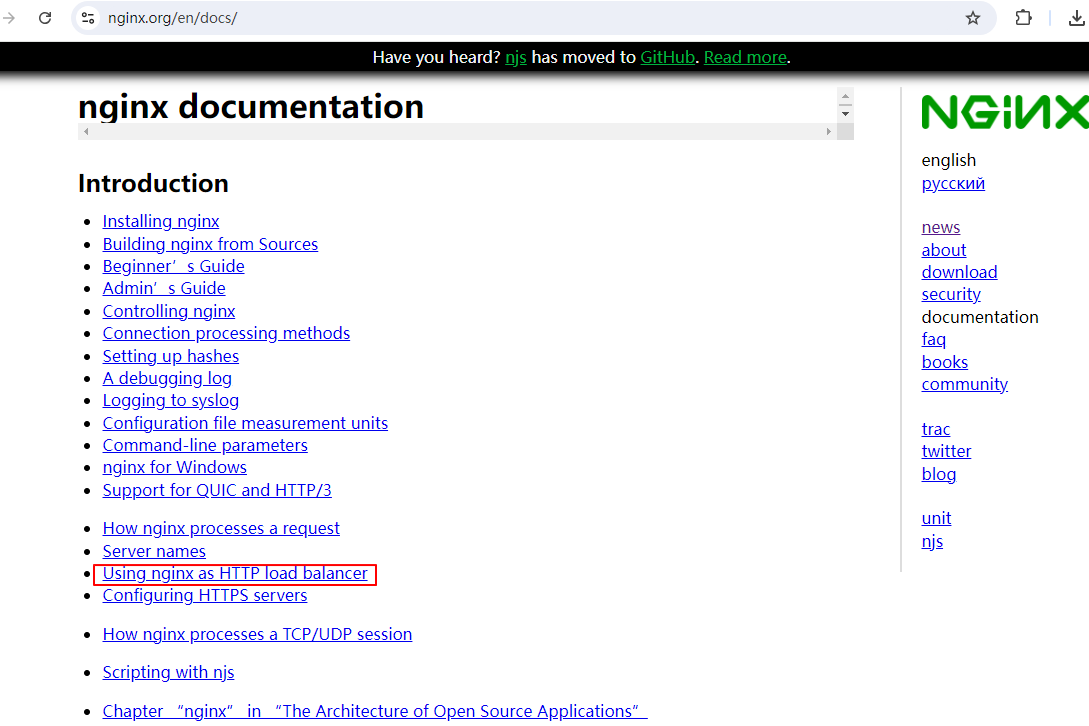 nginx.org/en/docs/
Have you heard? njs has moved to GitHub. Read more.
nginx documentation
Introduction
Installing nginx
Building nginx from Sources
Beginner’s Guide
Admin’s Guide
Controlling nginx
Connection processing methods
Setting up hashes
A debugging log
Logging to syslog
Configuration file measurement units
Command-line parameters
nginx for Windows
Support for QUIC and HTTP/3
How nginx processes a request
Server names
Using nginx as HTTP load balancer
Configuring HTTPS servers
How nginx processes a TCP/UDP session
Scripting with njs
Chapter “nginx” in “The Architecture of Open Source Applications”
NGINX
english
русский
news
about
download
security
documentation
faq
books
community
trac
twitter
blog
unit
njs